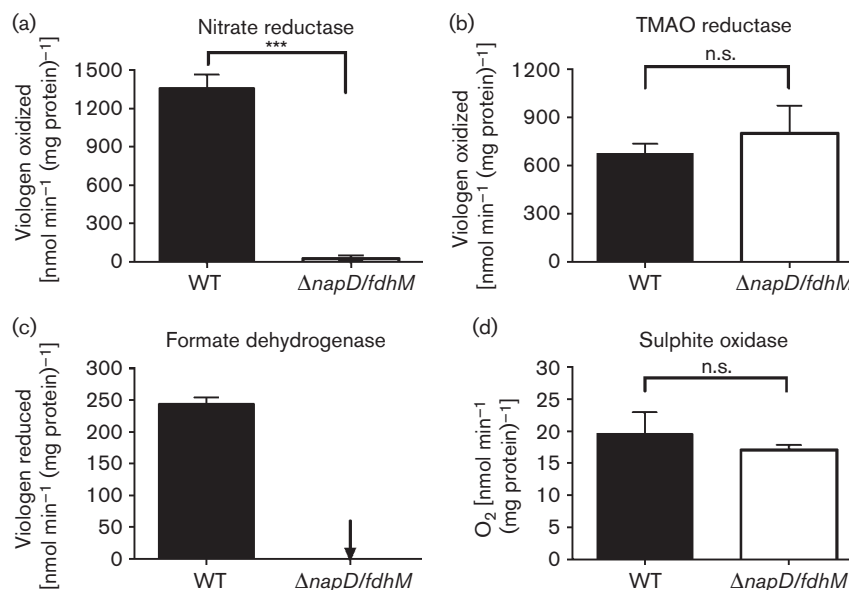 (a)
Nitrate reductase
***
Viologen oxidized
[nmol min⁻¹ (mg protein)⁻¹]
1500
1200
900
600
300
0
WT
ΔnapD/fdhM
(b)
TMAO reductase
n.s.
Viologen oxidized
[nmol min⁻¹ (mg protein)⁻¹]
1200
900
600
300
0
WT
ΔnapD/fdhM
(c)
Formate dehydrogenase
Viologen reduced
[nmol min⁻¹ (mg protein)⁻¹]
300
250
200
150
100
50
0
WT
ΔnapD/fdhM
(d)
Sulphite oxidase
n.s.
O₂ [nmol min⁻¹
(mg protein)⁻¹]
30
25
20
15
10
5
0
WT
ΔnapD/fdhM